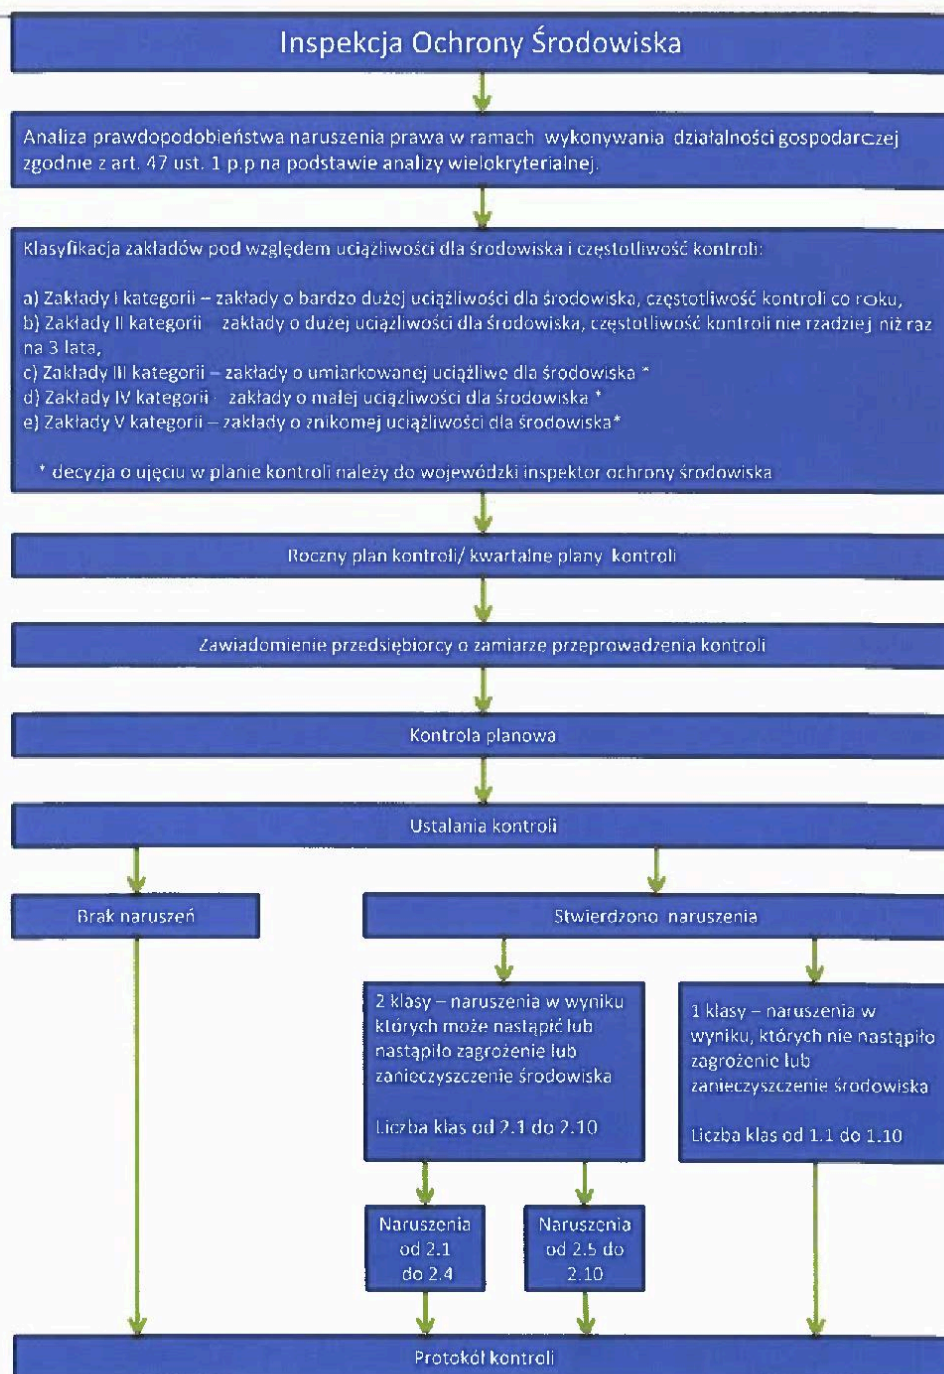 Inspekcja Ochrony Środowiska
Analiza prawdopodobieństwa naruszenia prawa w ramach wykonywania działalności gospodarczej
zgodnie z art. 47 ust. 1 p.p na podstawie analizy wielokryterialnej.
Klasyfikacja zakładów pod względem uciążliwości dla środowiska i częstotliwość kontroli:
a) Zakłady I kategorii – zakłady o bardzo dużej uciążliwości dla środowiska, częstotliwość kontroli co roku,
b) Zakłady II kategorii – zakłady o dużej uciążliwości dla środowiska, częstotliwość kontroli nie rzadziej niż raz
na 3 lata,
c) Zakłady III kategorii – zakłady o umiarkowanej uciążliwe dla środowiska *
d) Zakłady IV kategorii – zakłady o małej uciążliwości dla środowiska *
e) Zakłady V kategorii – zakłady o znikomej uciążliwości dla środowiska*
* decyzja o ujęciu w planie kontroli należy do wojewódzki inspektor ochrony środowiska
Roczny plan kontroli/ kwartalne plany kontroli
Zawiadomienie przedsiębiorcy o zamiarze przeprowadzenia kontroli
Kontrola planowa
Ustalania kontroli
Brak naruszeń
Stwierdzono naruszenia
2 klasy – naruszenia w wyniku
których może nastąpić lub
nastąpiło zagrożenie lub
zanieczyszczenie środowiska
Liczba klas od 2.1 do 2.10
1 klasy – naruszenia w
wyniku, których nie nastąpiło
zagrożenie lub
zanieczyszczenie środowiska
Liczba klas od 1.1 do 1.10
Naruszenia
od 2.1
do 2.4
Naruszenia
od 2.5 do
2.10
Protokół kontroli